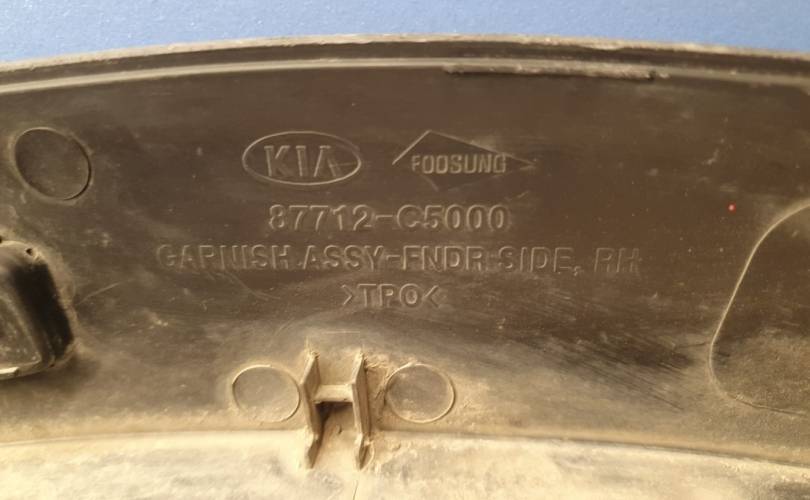 KIA FOOSUNG
87712-C5000
GARNISH ASSY-FNDR SIDE, RH
>TPO<